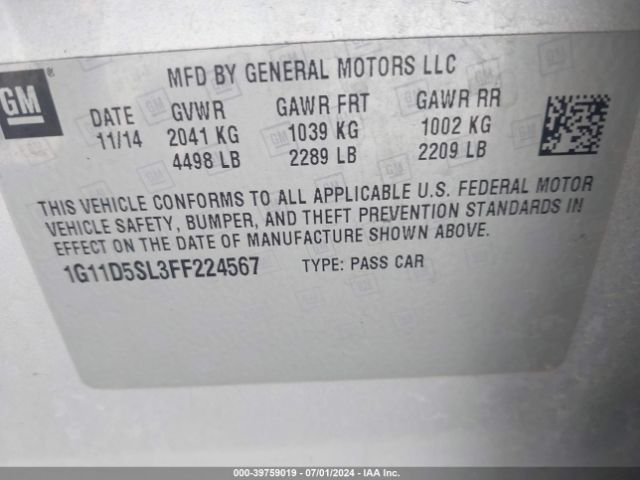 GM ®
MFD BY GENERAL MOTORS LLC
DATE GVWR GAWR FRT GAWR RR
11/14 2041 KG 1039 KG 1002 KG
4498 LB 2289 LB 2209 LB
THIS VEHICLE CONFORMS TO ALL APPLICABLE U.S. FEDERAL MOTOR
VEHICLE SAFETY, BUMPER, AND THEFT PREVENTION STANDARDS IN
EFFECT ON THE DATE OF MANUFACTURE SHOWN ABOVE.
1G11D5SL3FF224567 TYPE: PASS CAR
000-39759019 - 07/01/2024 - IAA Inc.